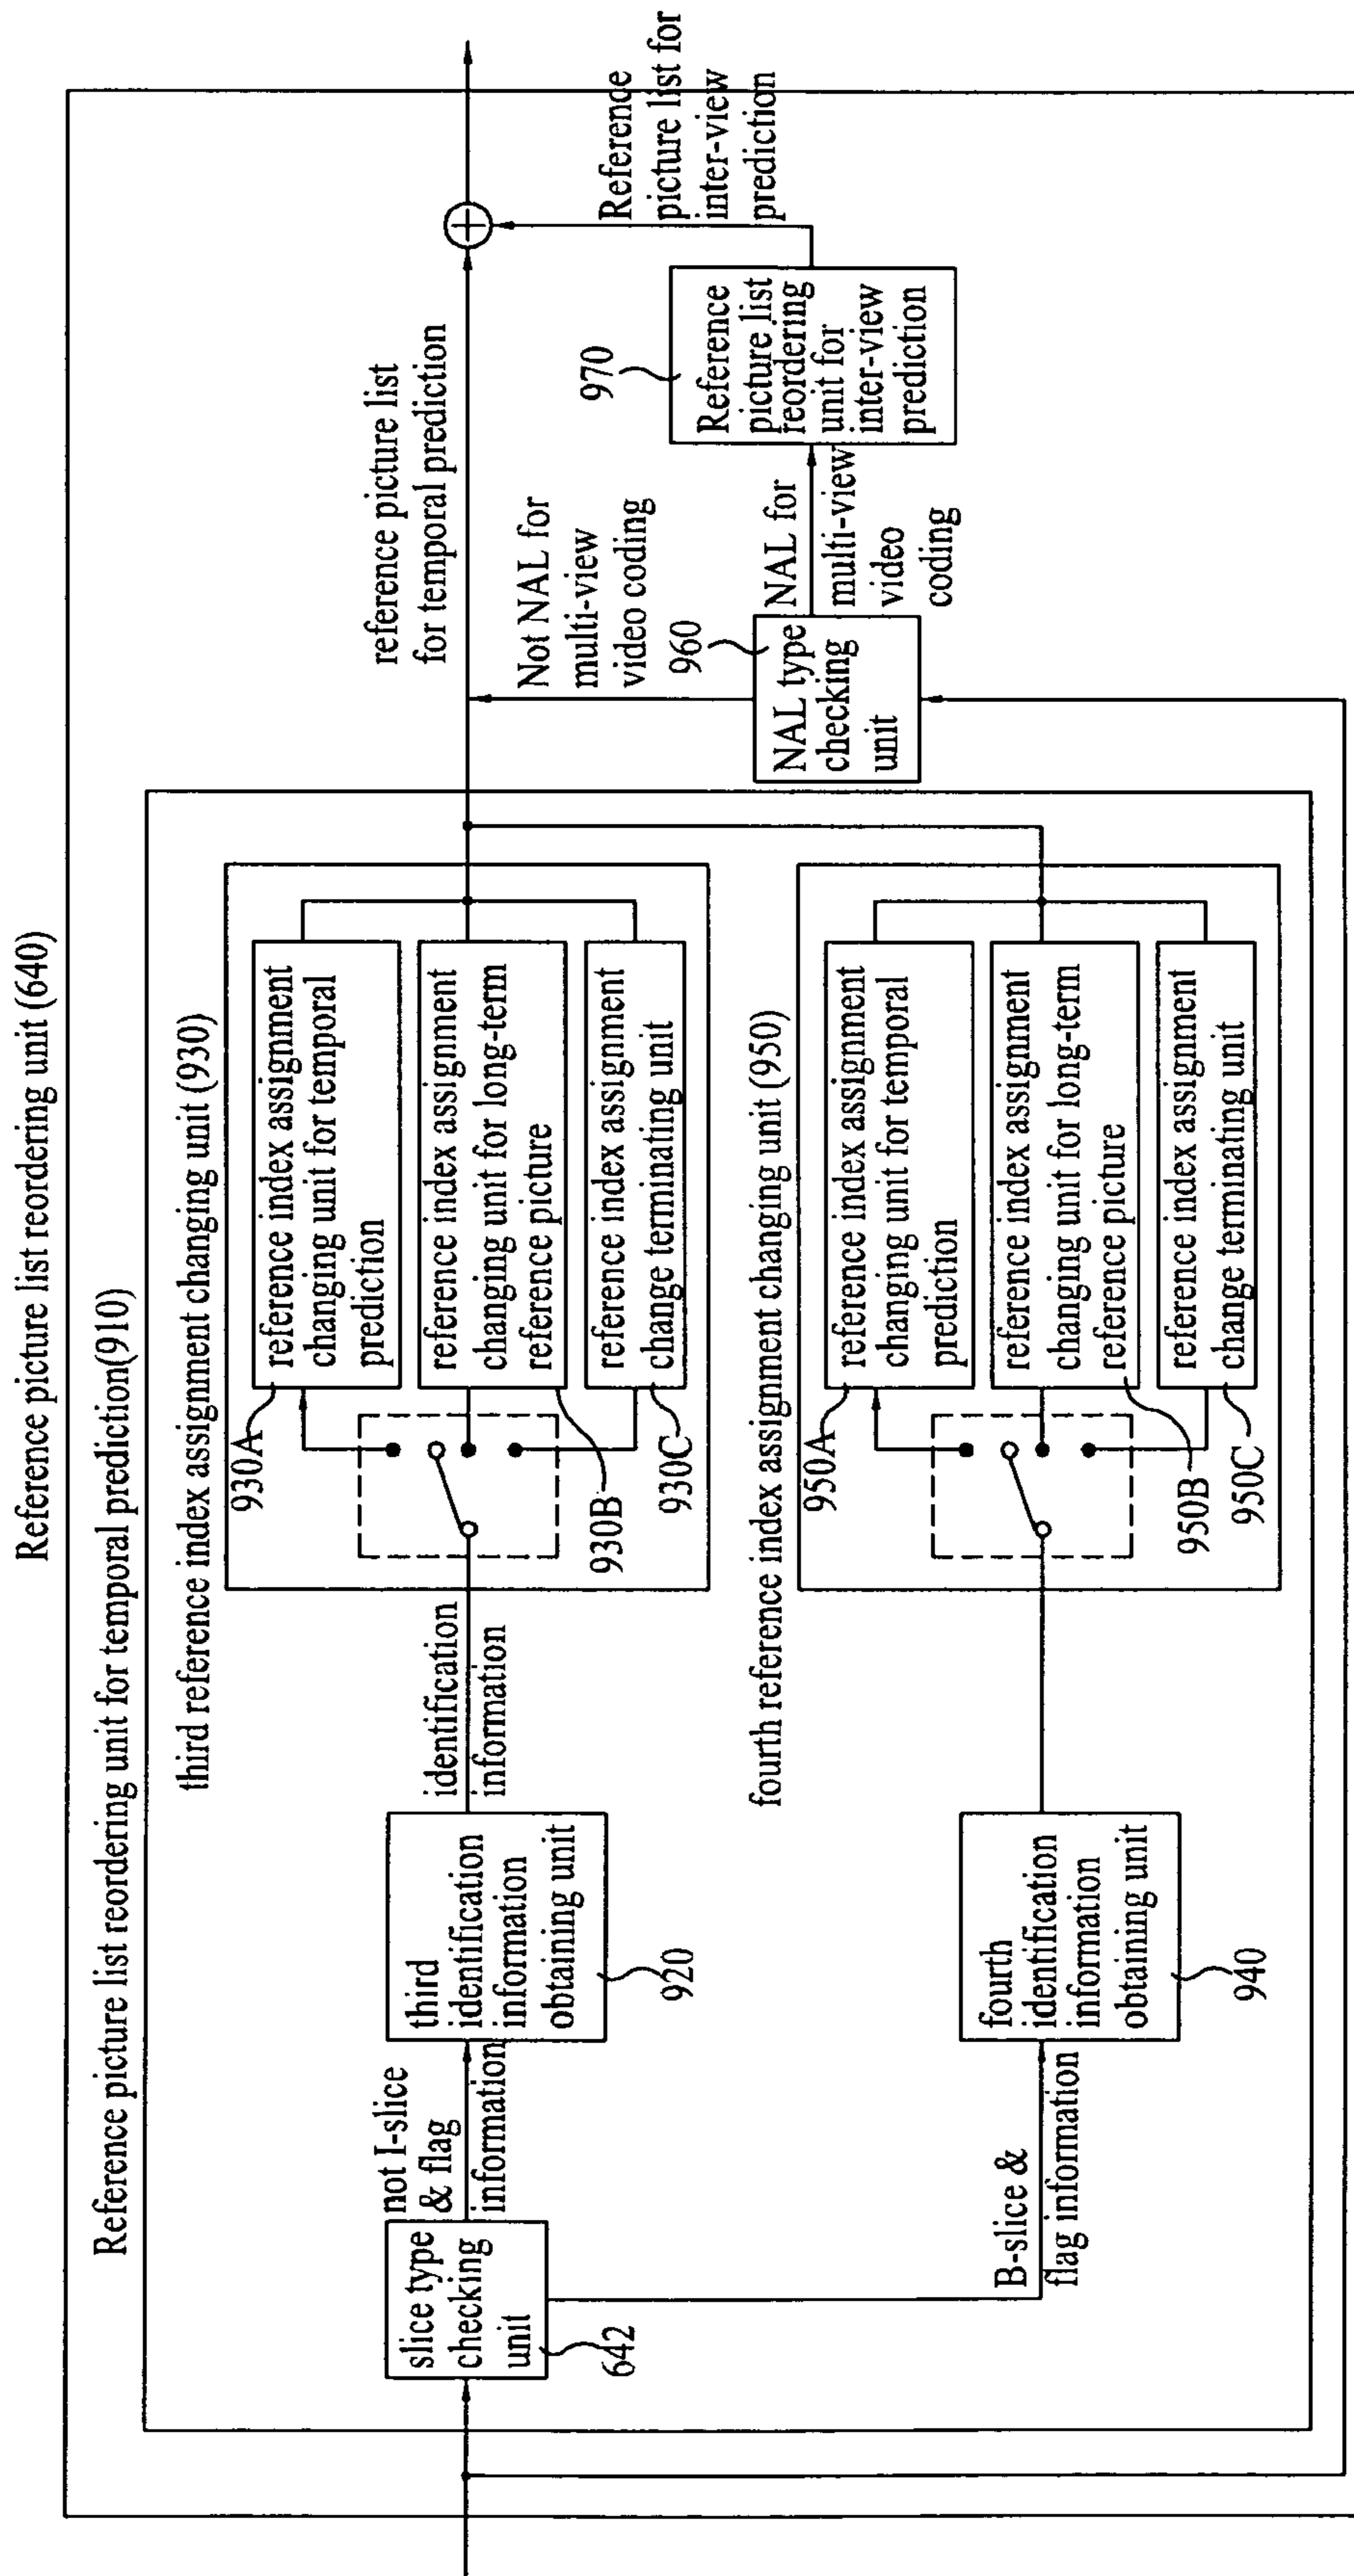 Reference picture list reordering unit (640)
Reference picture list reordering unit for temporal prediction(910)
third reference index assignment changing unit (930)
slice type
checking
unit
642
not I-slice
& flag
information
third
identification
information
obtaining unit
920
identification
information
930A
reference index assignment
changing unit for temporal
prediction
930B
reference index assignment
changing unit for long-term
reference picture
930C
reference index assignment
change terminating unit
B-slice &
flag information
fourth
identification
information
obtaining unit
940
fourth reference index assignment changing unit (950)
950A
reference index assignment
changing unit for temporal
prediction
950B
reference index assignment
changing unit for long-term
reference picture
950C
reference index assignment
change terminating unit
reference picture list
for temporal prediction
Not NAL for
multi-view
video coding
960
NAL type
checking
unit
NAL for
multi-view
video
coding
970
Reference
picture list
reordering
unit for
inter-view
prediction
Reference
picture list for
inter-view
prediction